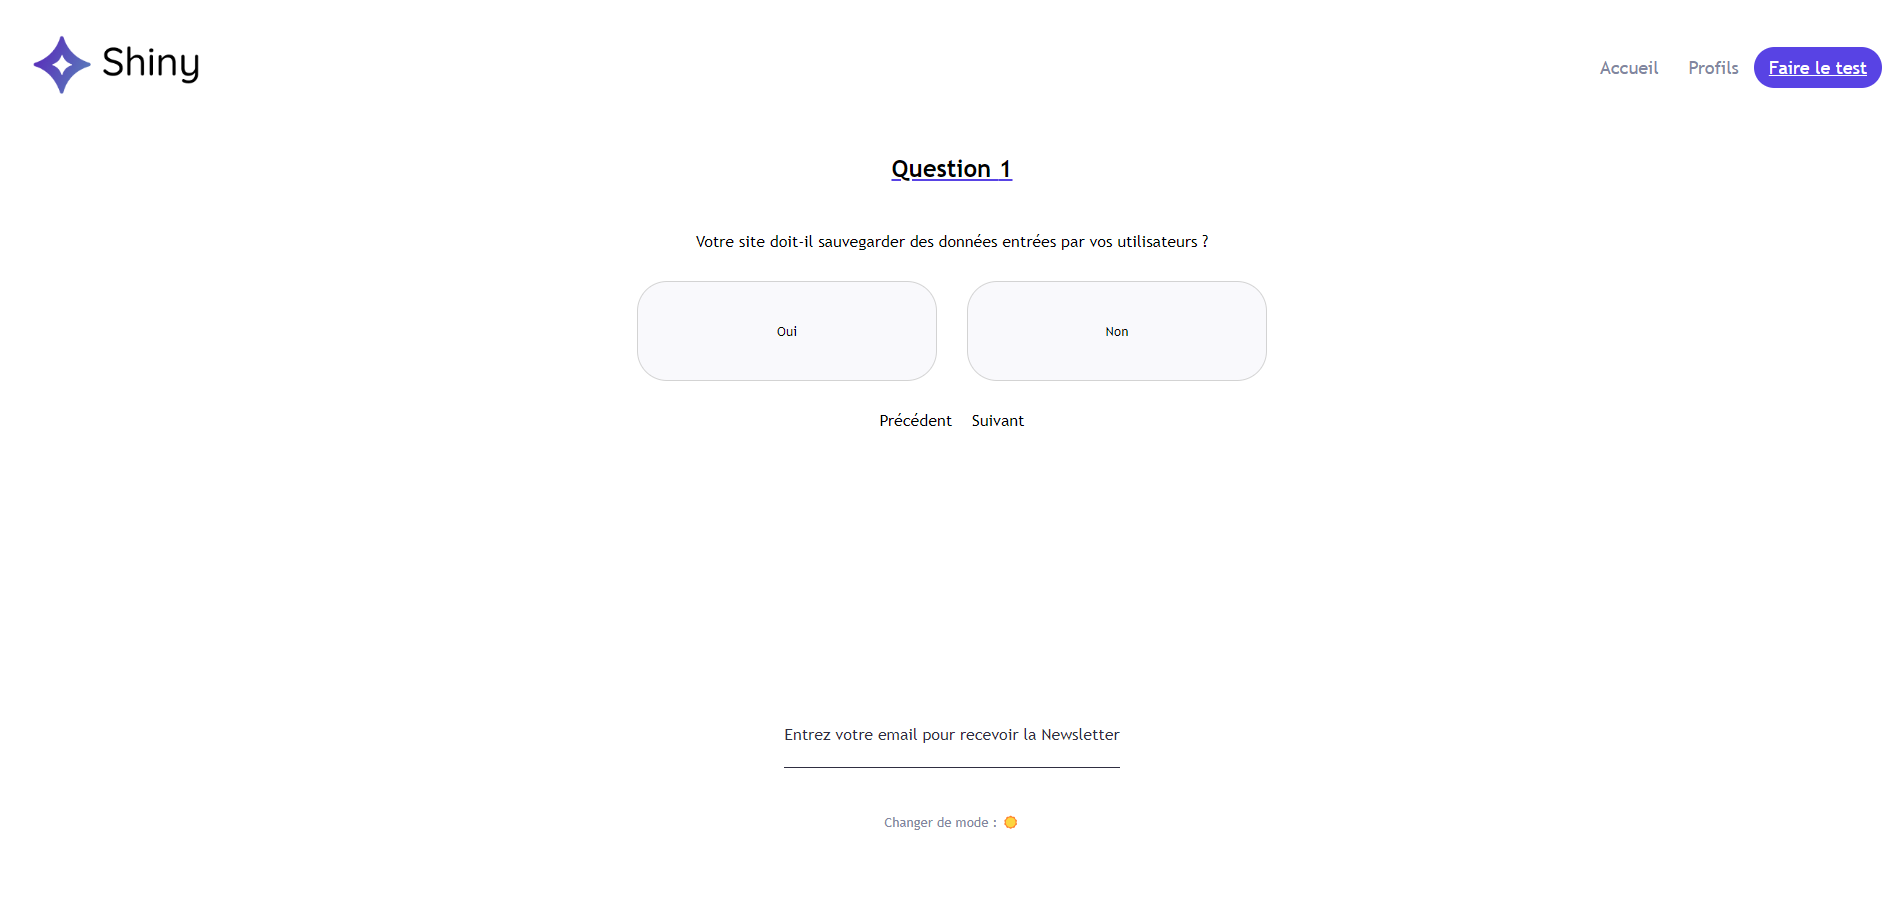 Shiny
Accueil Profils Faire le test
Question 1
Votre site doit-il sauvegarder des données entrées par vos utilisateurs ?
Oui Non
Précédent Suivant
Entrez votre email pour recevoir la Newsletter
Changer de mode :